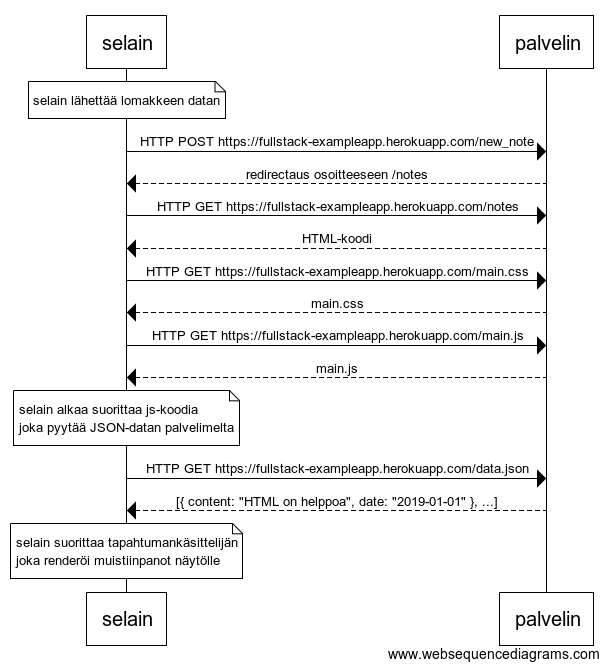 selain
palvelin
selain lähettää lomakkeen datan
HTTP POST https://fullstack-exampleapp.herokuapp.com/new_note
redirectaus osoitteeseen /notes
HTTP GET https://fullstack-exampleapp.herokuapp.com/notes
HTML-koodi
HTTP GET https://fullstack-exampleapp.herokuapp.com/main.css
main.css
HTTP GET https://fullstack-exampleapp.herokuapp.com/main.js
main.js
selain alkaa suorittaa js-koodia
joka pyytää JSON-datan palvelimelta
HTTP GET https://fullstack-exampleapp.herokuapp.com/data.json
[{ content: "HTML on helppoa", date: "2019-01-01" }, ...]
selain suorittaa tapahtumankäsittelijän
joka renderöi muistiinpanot näytölle
selain
palvelin
www.websequencediagrams.com